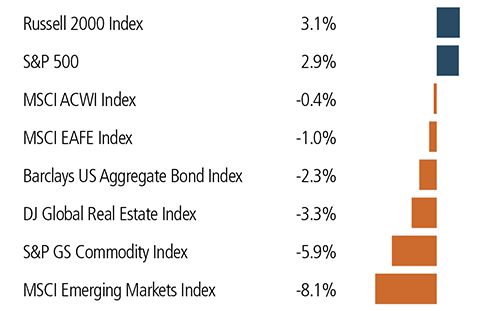 Russell 2000 Index 3.1%
S&P 500 2.9%
MSCI ACWI Index -0.4%
MSCI EAFE Index -1.0%
Barclays US Aggregate Bond Index -2.3%
DJ Global Real Estate Index -3.3%
S&P GS Commodity Index -5.9%
MSCI Emerging Markets Index -8.1%